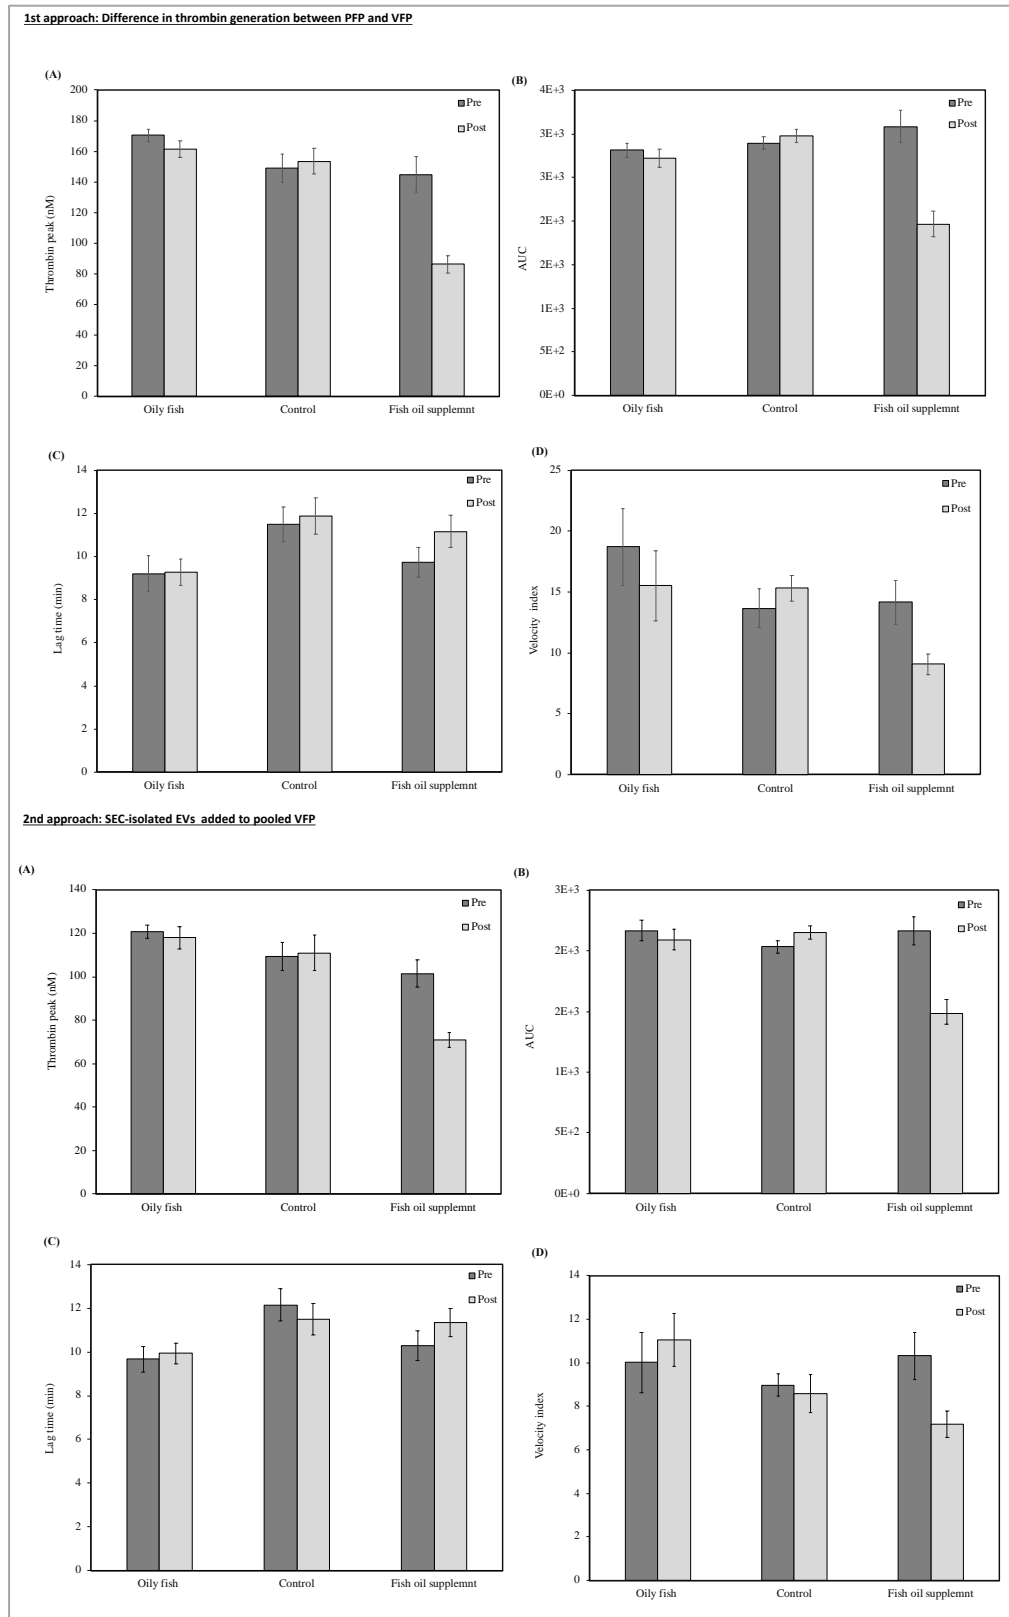 1st approach: Difference in thrombin generation between PFP and VFP
(A)
200
180
160
140
120
100
80
60
40
20
0
Thrombin peak (nM)
Pre
Post
Oily fish
Control
Fish oil supplemnt
(B)
4E+3
3E+3
3E+3
2E+3
2E+3
1E+3
5E+2
0E+0
AUC
Pre
Post
Oily fish
Control
Fish oil supplemnt
(C)
14
12
10
8
6
4
2
0
Lag time (min)
Pre
Post
Oily fish
Control
Fish oil supplemnt
(D)
25
20
15
10
5
0
Velocity index
Pre
Post
Oily fish
Control
Fish oil supplemnt
2nd approach: SEC-isolated EVs added to pooled VFP
(A)
140
120
100
80
60
40
20
0
Thrombin peak (nM)
Pre
Post
Oily fish
Control
Fish oil supplemnt
(B)
3E+3
2E+3
2E+3
1E+3
5E+2
0E+0
AUC
Pre
Post
Oily fish
Control
Fish oil supplemnt
(C)
14
12
10
8
6
4
2
0
Lag time (min)
Pre
Post
Oily fish
Control
Fish oil supplemnt
(D)
14
12
10
8
6
4
2
0
Velocity index
Pre
Post
Oily fish
Control
Fish oil supplemnt